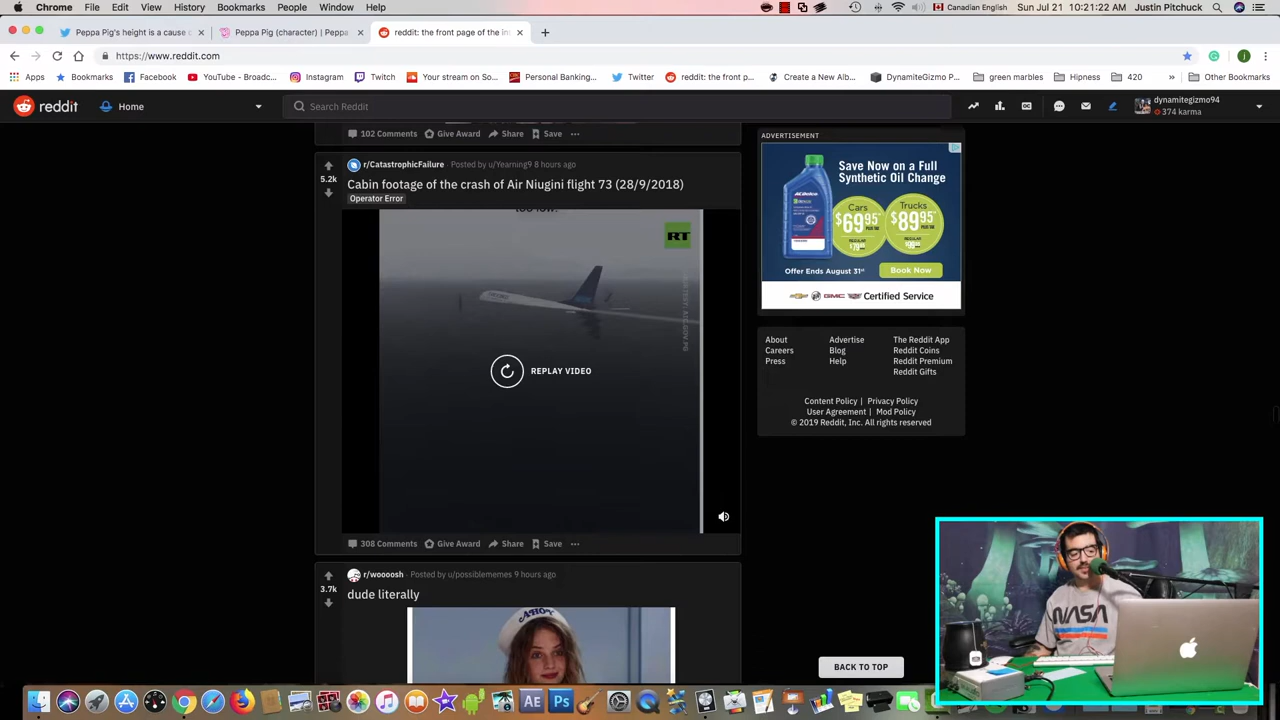 Chrome File Edit View History Bookmarks People Window Help Canadian English Sun Jul 21 10:21:22 AM Justin Pitchuck
Peppa Pig's height is a cause c Peppa Pig (character) | Peppa reddit: the front page of the in
https://www.reddit.com
Apps Bookmarks Facebook YouTube - Broadc... Instagram Twitch Your stream on So... Personal Banking... Twitter reddit: the front p... Create a New Alb... DynamiteGizmo P... green marbles Hipness 420 » Other Bookmarks
reddit Home Search Reddit dynamitegizmo94
374 karma
102 Comments Give Award Share Save
ADVERTISEMENT
r/CatastrophicFailure · Posted by u/Yearning9 8 hours ago
5.2k
Cabin footage of the crash of Air Niugini flight 73 (28/9/2018)
Operator Error
RT
REPLAY VIDEO
308 Comments Give Award Share Save
r/woooosh · Posted by u/possiblememes 9 hours ago
3.7k
dude literally
AHOY
Save Now on a Full
Synthetic Oil Change
ACDelco
Cars
$69.95*
Trucks
$89.95*
Offer Ends August 31st
Book Now
GMC Certified Service
About Advertise The Reddit App
Careers Blog Reddit Coins
Press Help Reddit Premium
Reddit Gifts
Content Policy | Privacy Policy
User Agreement | Mod Policy
© 2019 Reddit, Inc. All rights reserved
BACK TO TOP
NASA
AE Ps